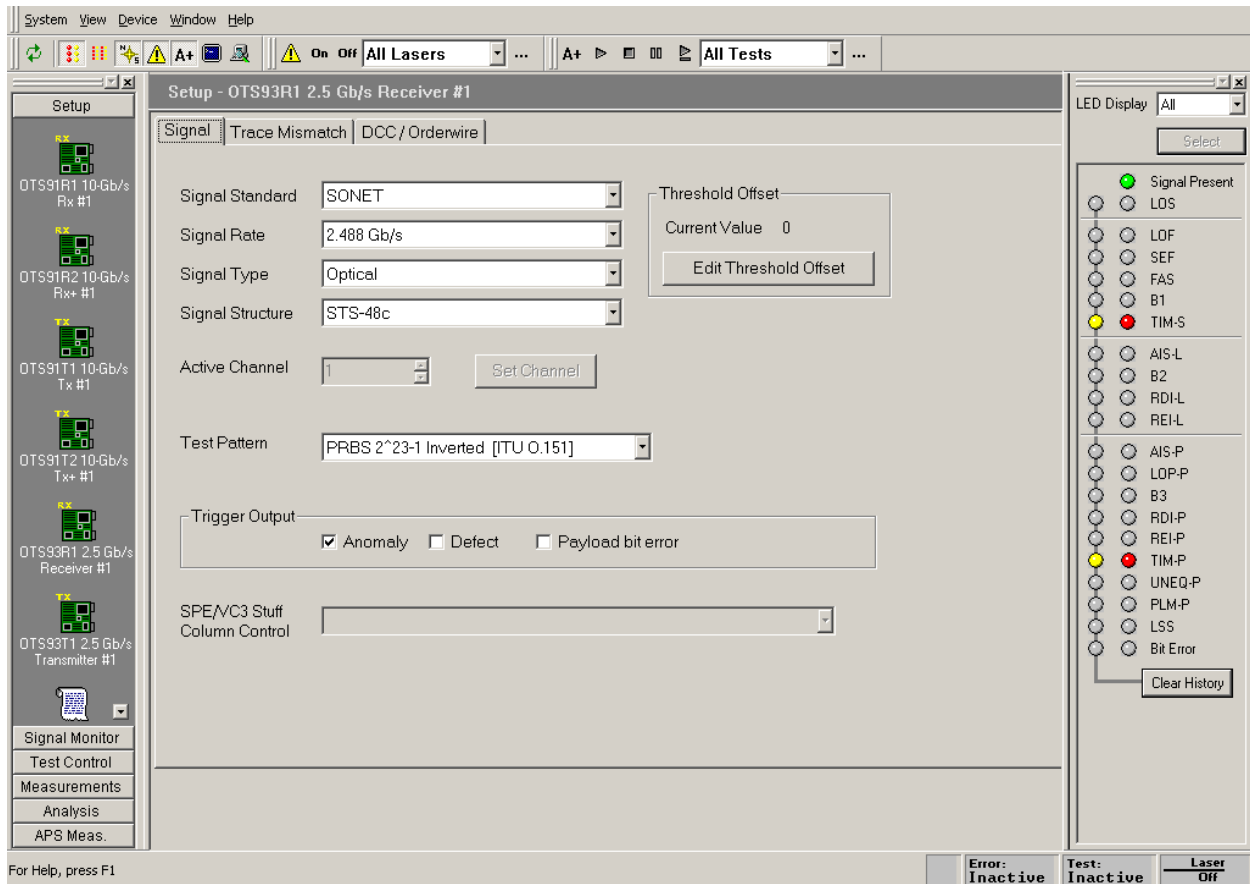 System View Device Window Help
N S A+ On Off All Lasers ... A+ All Tests ...
Setup
RX
OTS91R1 10-Gb/s
Rx #1
RX
OTS91R2 10-Gb/s
Rx+ #1
TX
OTS91T1 10-Gb/s
Tx #1
TX
OTS91T2 10-Gb/s
Tx+ #1
RX
OTS93R1 2.5 Gb/s
Receiver #1
TX
OTS93T1 2.5 Gb/s
Transmitter #1
Signal Monitor
Test Control
Measurements
Analysis
APS Meas.
Setup - OTS93R1 2.5 Gb/s Receiver #1
Signal Trace Mismatch DCC / Orderwire
Signal Standard SONET
Signal Rate 2.488 Gb/s
Signal Type Optical
Signal Structure STS-48c
Threshold Offset
Current Value 0
Edit Threshold Offset
Active Channel 1 Set Channel
Test Pattern PRBS 2^23-1 Inverted [ITU O.151]
Trigger Output
Anomaly Defect Payload bit error
SPE/VC3 Stuff
Column Control
LED Display All
Select
Signal Present
LOS
LOF
SEF
FAS
B1
TIM-S
AIS-L
B2
RDI-L
REI-L
AIS-P
LOP-P
B3
RDI-P
REI-P
TIM-P
UNEQ-P
PLM-P
LSS
Bit Error
Clear History
For Help, press F1
Error:
Inactive
Test:
Inactive
Laser
Off